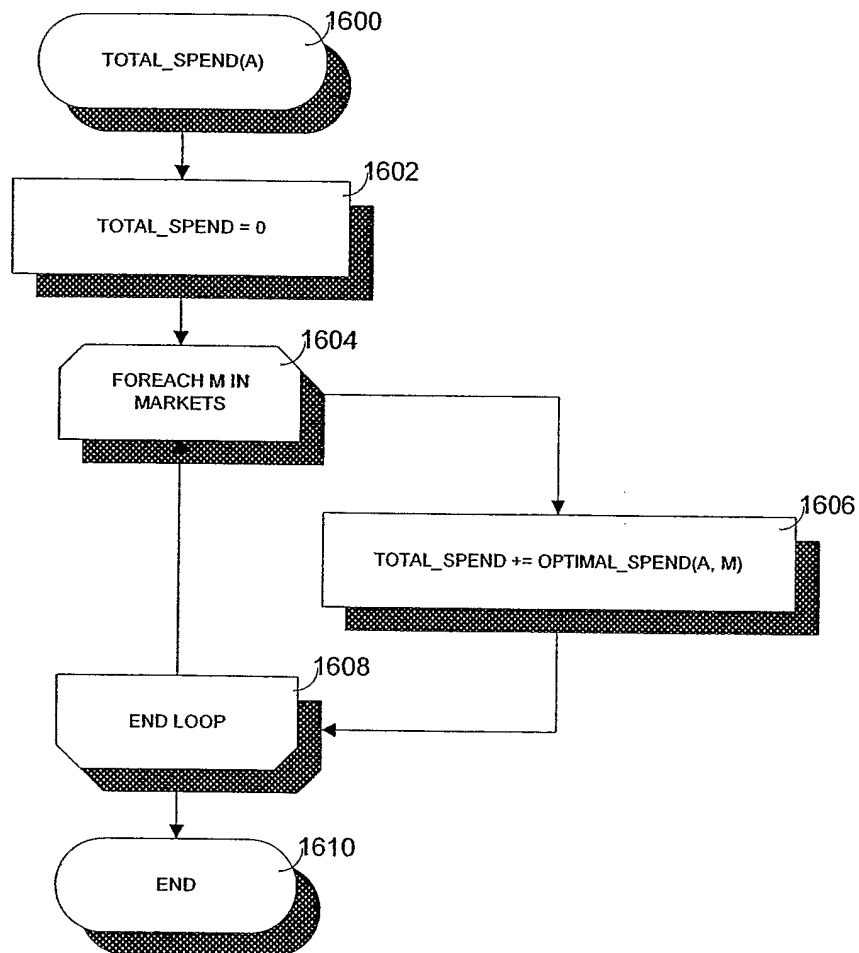 1600
TOTAL_SPEND(A)
1602
TOTAL_SPEND = 0
1604
FOREACH M IN
MARKETS
1606
TOTAL_SPEND += OPTIMAL_SPEND(A, M)
1608
END LOOP
1610
END